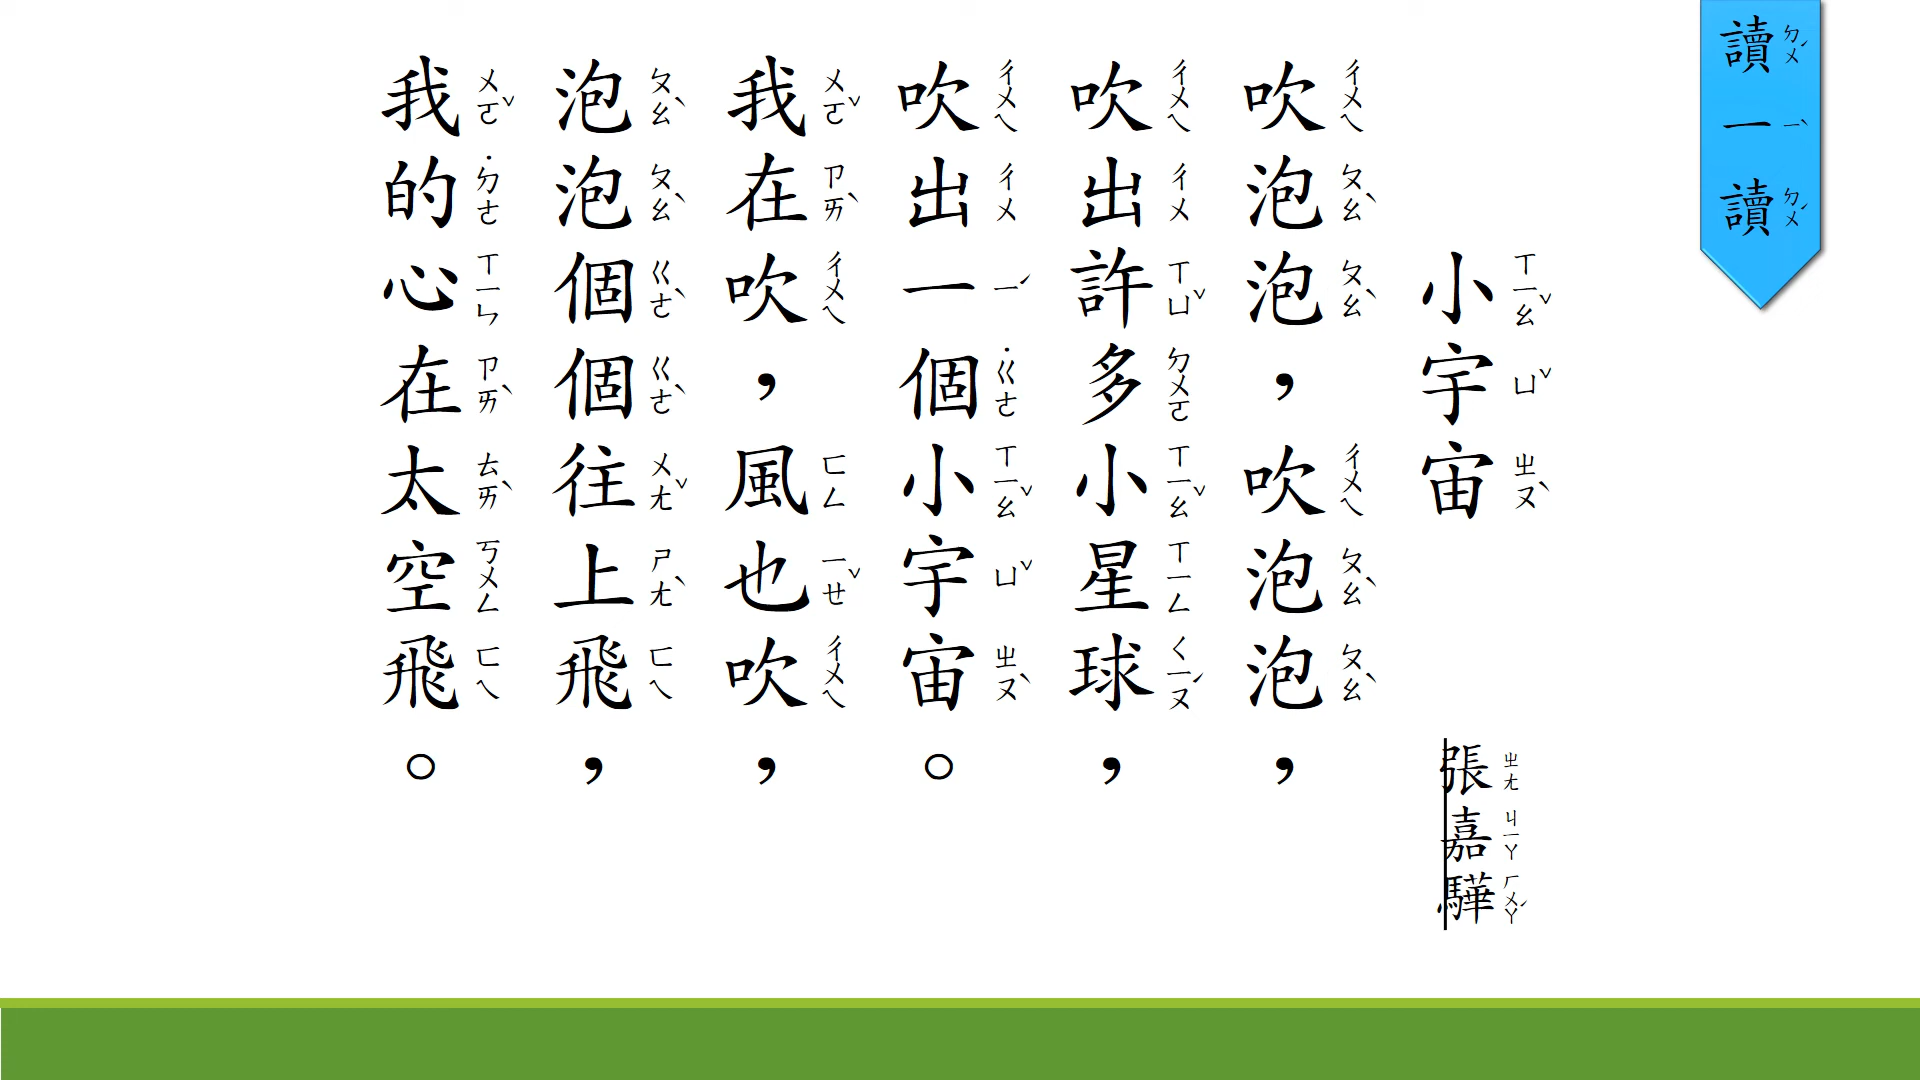 讀一讀
小宇宙
張嘉驊
吹泡泡，吹泡泡，
吹出許多小星球，
吹出一個小宇宙。
我在吹，風也吹，
泡泡個個往上飛，
我的心在太空飛。